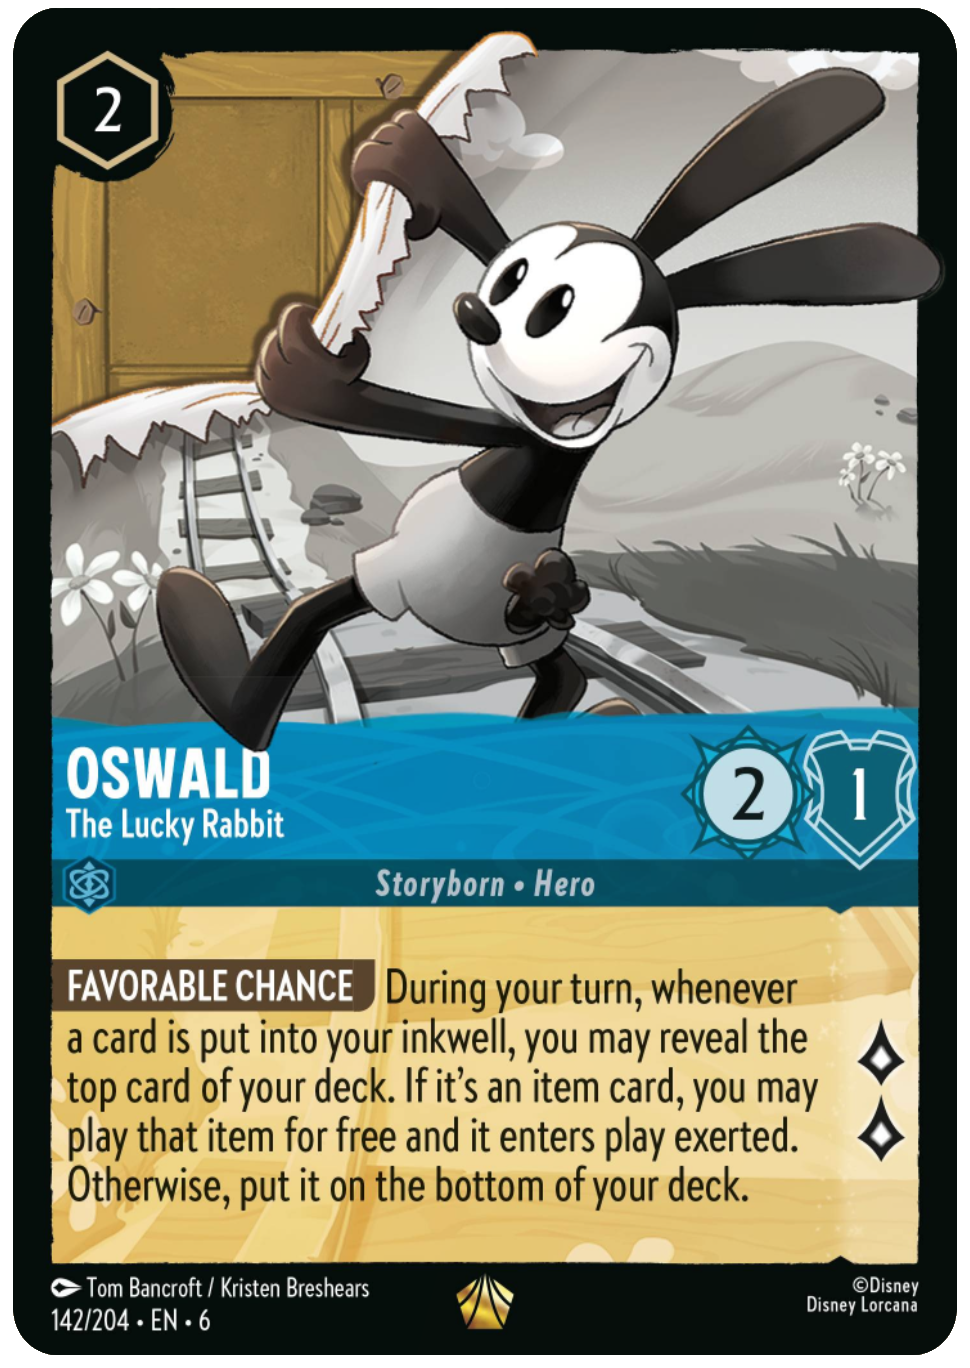 2
OSWALD
The Lucky Rabbit
2
1
Storyborn • Hero
FAVORABLE CHANCE During your turn, whenever
a card is put into your inkwell, you may reveal the
top card of your deck. If it's an item card, you may
play that item for free and it enters play exerted.
Otherwise, put it on the bottom of your deck.
Tom Bancroft / Kristen Breshears
142/204 • EN • 6
©Disney
Disney Lorcana